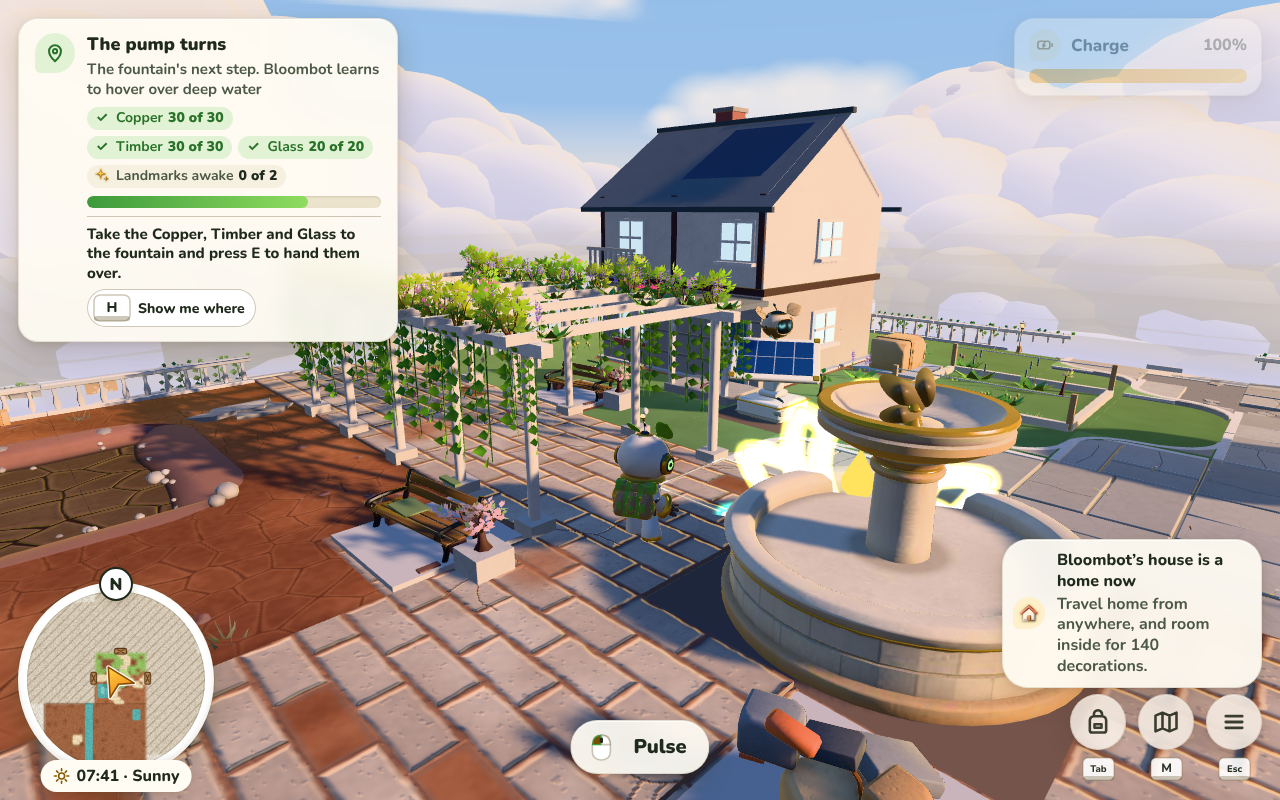 The pump turns
The fountain's next step. Bloombot learns
to hover over deep water
Copper 30 of 30
Timber 30 of 30
Glass 20 of 20
Landmarks awake 0 of 2
Take the Copper, Timber and Glass to
the fountain and press E to hand them
over.
H Show me where
Charge 100%
Bloombot's house is a
home now
Travel home from
anywhere, and room
inside for 140
decorations.
N
07:41 · Sunny
Pulse
Tab
M
Esc